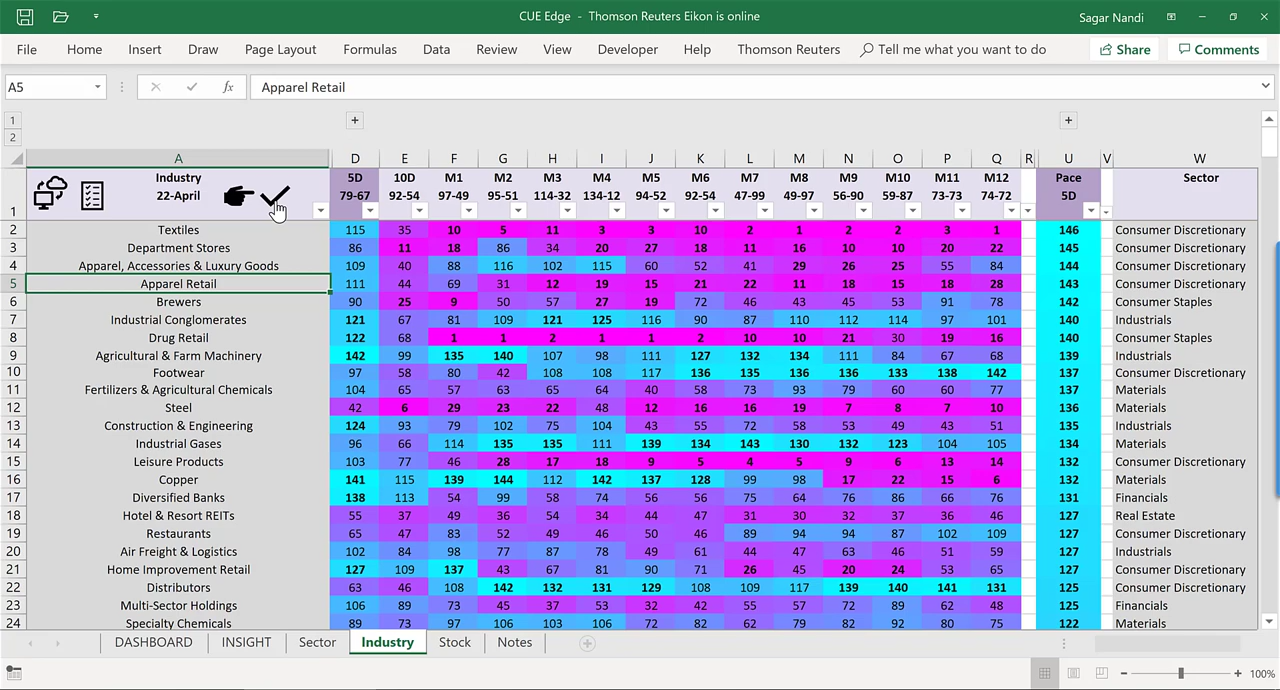 CUE Edge - Thomson Reuters Eikon is online
Sagar Nandi
File Home Insert Draw Page Layout Formulas Data Review View Developer Help Thomson Reuters Tell me what you want to do Share Comments
A5 fx Apparel Retail
1
2
A D E F G H I J K L M N O P Q R U V W
Industry 5D 10D M1 M2 M3 M4 M5 M6 M7 M8 M9 M10 M11 M12 Pace Sector
22-April 79-67 92-54 97-49 95-51 114-32 134-12 94-52 92-54 47-99 49-97 56-90 59-87 73-73 74-72 5D
1
2 Textiles 115 35 10 5 11 3 3 10 2 1 2 2 3 1 146 Consumer Discretionary
3 Department Stores 86 11 18 86 34 20 27 18 11 16 10 10 20 22 145 Consumer Discretionary
4 Apparel, Accessories & Luxury Goods 109 40 88 116 102 115 60 52 41 29 26 25 55 84 144 Consumer Discretionary
5 Apparel Retail 111 44 69 31 12 19 15 21 22 11 18 15 18 28 143 Consumer Discretionary
6 Brewers 90 25 9 50 57 27 19 72 46 43 45 53 91 78 142 Consumer Staples
7 Industrial Conglomerates 121 67 81 109 121 125 116 90 87 110 112 114 97 101 140 Industrials
8 Drug Retail 122 68 1 1 2 1 1 2 10 10 21 30 19 16 140 Consumer Staples
9 Agricultural & Farm Machinery 142 99 135 140 107 98 111 127 132 134 111 84 67 68 139 Industrials
10 Footwear 97 58 80 42 108 108 117 136 135 136 136 133 138 142 137 Consumer Discretionary
11 Fertilizers & Agricultural Chemicals 104 65 57 63 65 64 40 58 73 93 79 60 60 77 137 Materials
12 Steel 42 6 29 23 22 48 12 16 16 19 7 8 7 10 136 Materials
13 Construction & Engineering 124 93 79 102 75 104 43 55 72 58 53 49 43 51 135 Industrials
14 Industrial Gases 96 66 114 135 135 111 139 134 143 130 132 123 104 105 134 Materials
15 Leisure Products 103 77 46 28 17 18 9 5 4 5 9 6 13 14 132 Consumer Discretionary
16 Copper 141 115 139 144 112 142 137 128 99 98 17 22 15 6 132 Materials
17 Diversified Banks 138 113 54 99 58 74 56 56 75 64 76 86 66 76 131 Financials
18 Hotel & Resort REITs 55 37 49 36 54 34 44 47 31 30 32 37 36 46 127 Real Estate
19 Restaurants 65 47 83 52 49 46 50 46 89 94 94 87 102 109 127 Consumer Discretionary
20 Air Freight & Logistics 102 84 98 77 87 78 49 61 44 47 63 46 51 59 127 Industrials
21 Home Improvement Retail 127 109 137 43 67 81 90 71 26 45 20 24 53 65 127 Consumer Discretionary
22 Distributors 63 46 108 142 132 131 129 108 109 117 139 140 141 131 125 Consumer Discretionary
23 Multi-Sector Holdings 106 89 73 45 37 53 32 42 55 57 72 89 62 48 125 Financials
24 Specialty Chemicals 89 73 97 106 103 106 72 82 62 79 82 92 80 75 122 Materials
DASHBOARD INSIGHT Sector Industry Stock Notes
100%